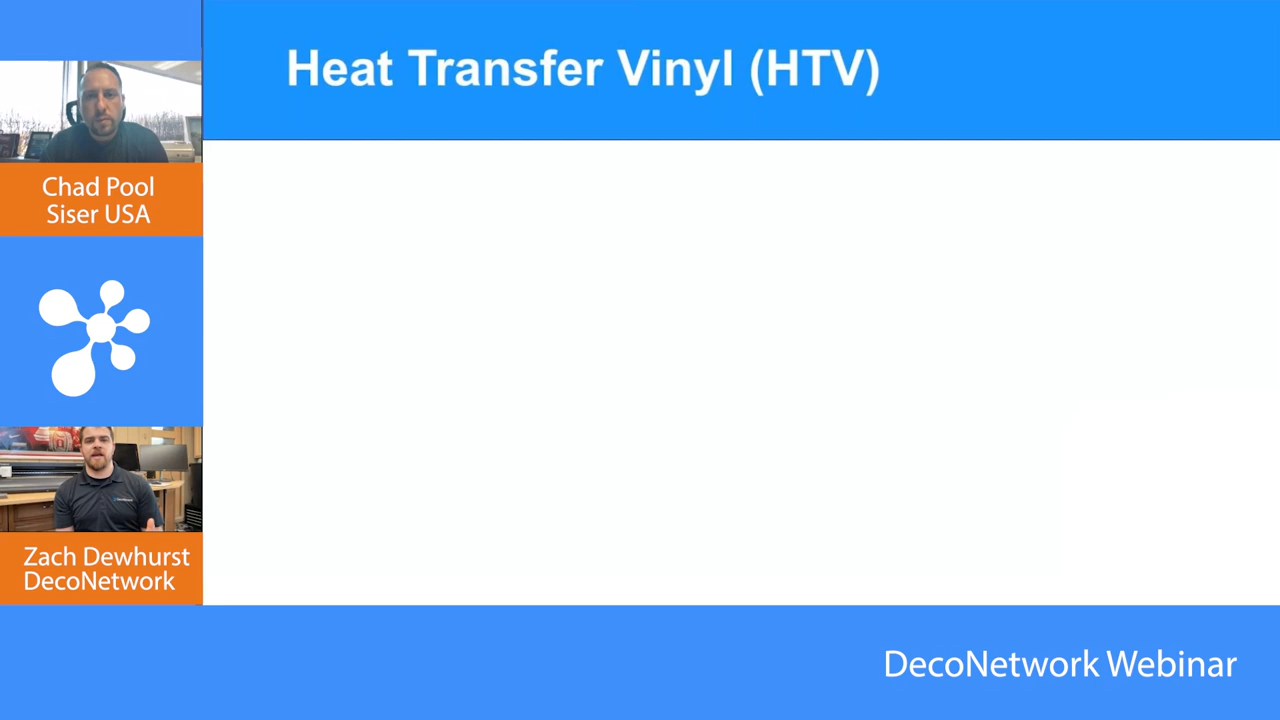 Heat Transfer Vinyl (HTV)
Chad Pool
Siser USA
Zach Dewhurst
DecoNetwork
DecoNetwork Webinar